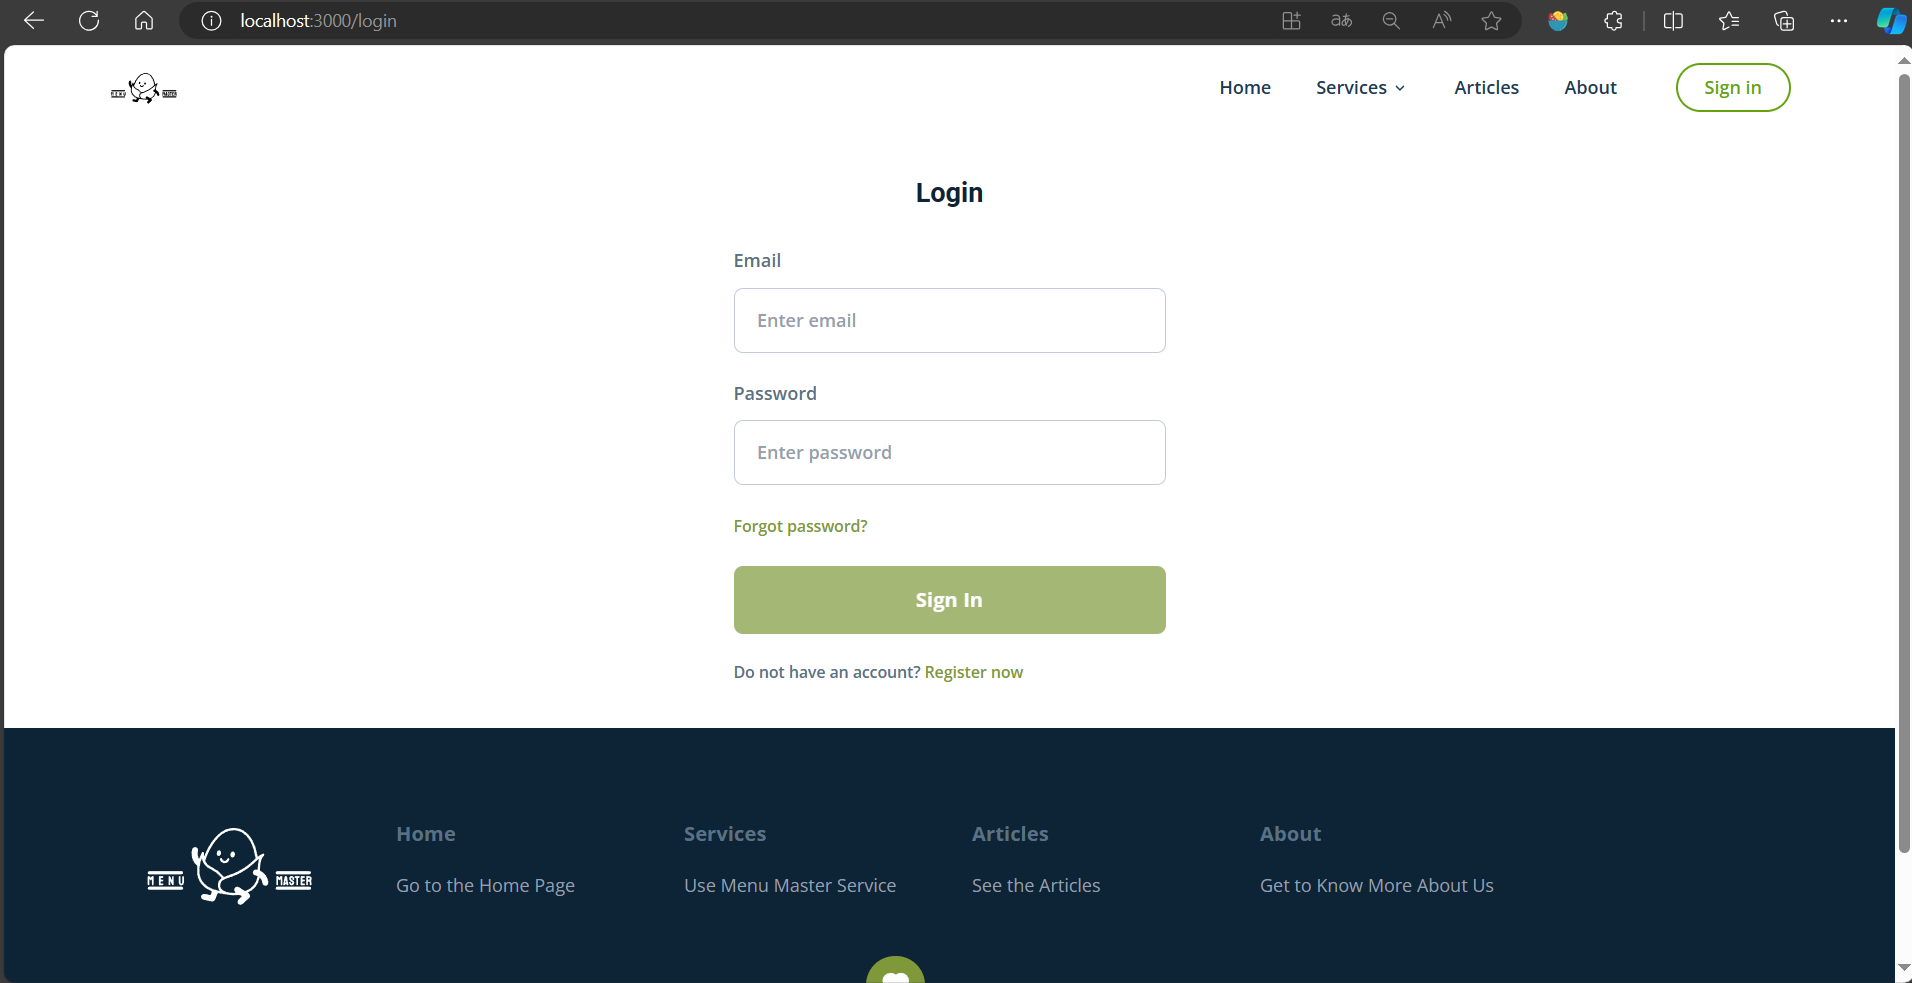 localhost:3000/login
MENU MASTER
Home Services Articles About Sign in
Login
Email
Enter email
Password
Enter password
Forgot password?
Sign In
Do not have an account? Register now
MENU MASTER
Home Services Articles About
Go to the Home Page Use Menu Master Service See the Articles Get to Know More About Us